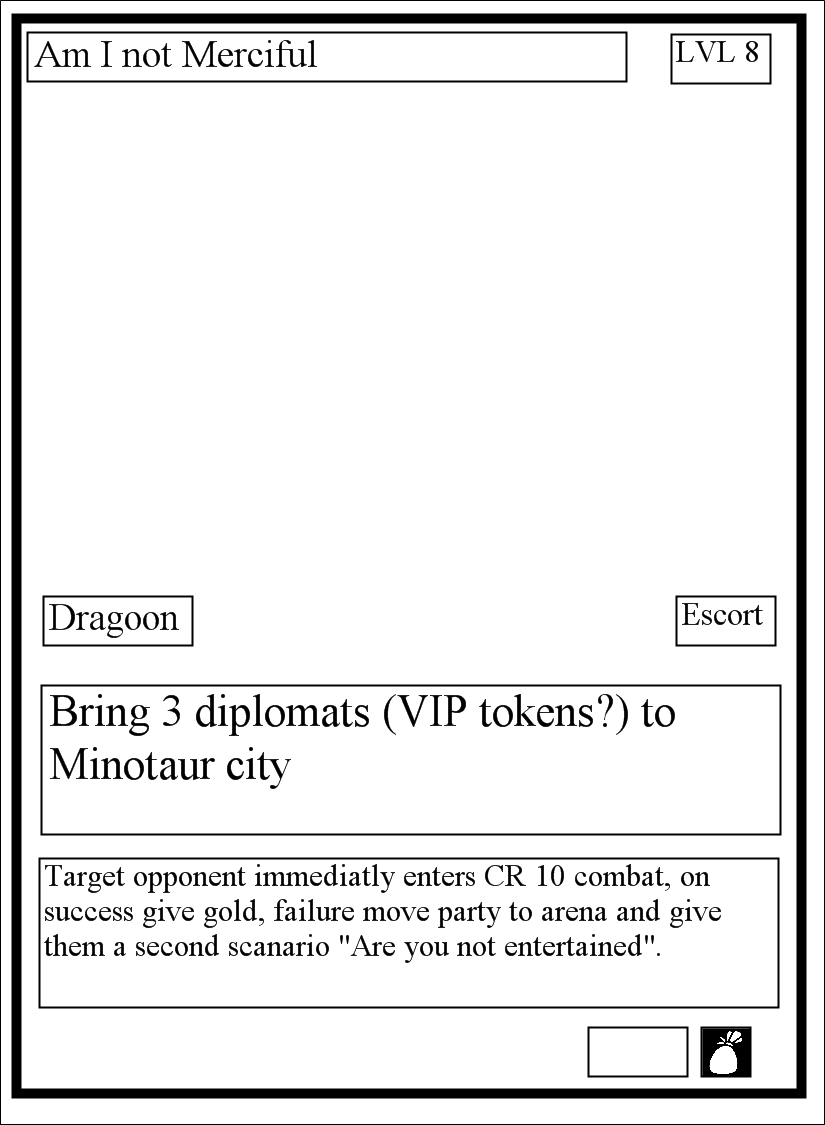 Am I not Merciful
LVL 8
Dragoon
Escort
Bring 3 diplomats (VIP tokens?) to
Minotaur city
Target opponent immediatly enters CR 10 combat, on
success give gold, failure move party to arena and give
them a second scanario "Are you not entertained".